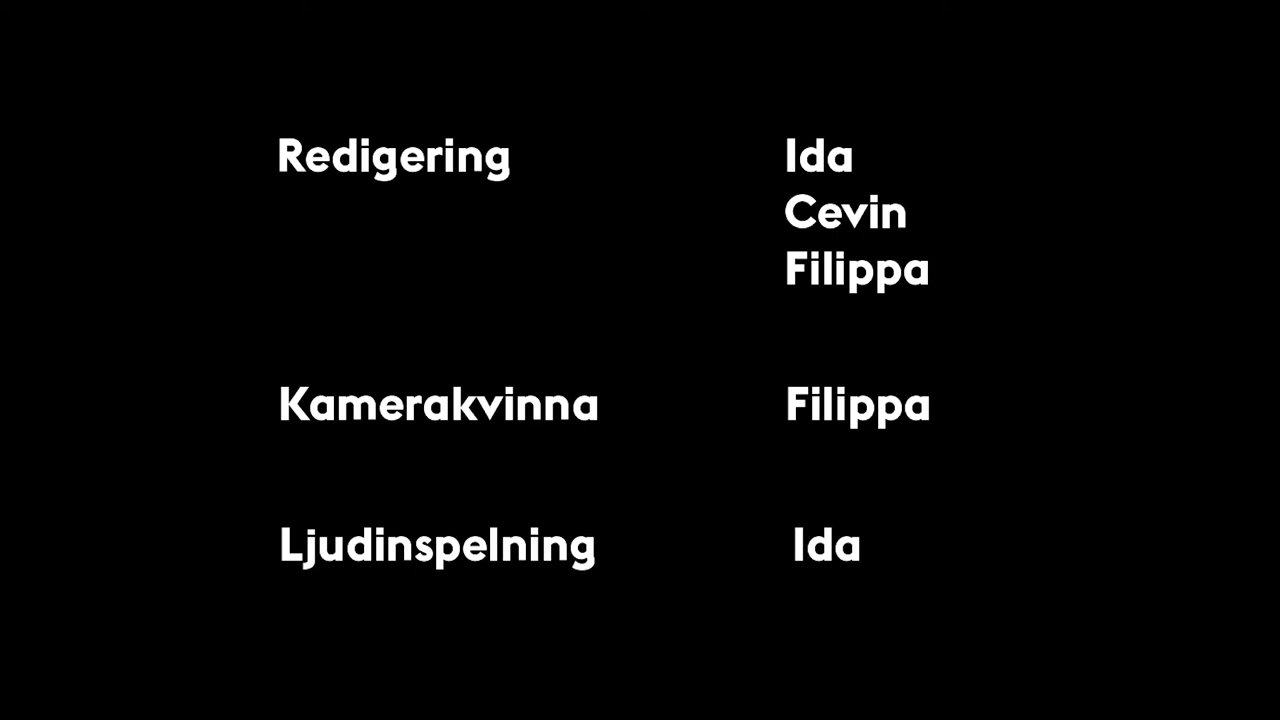 Redigering Ida
Cevin
Filippa
Kamerakvinna Filippa
Ljudinspelning Ida